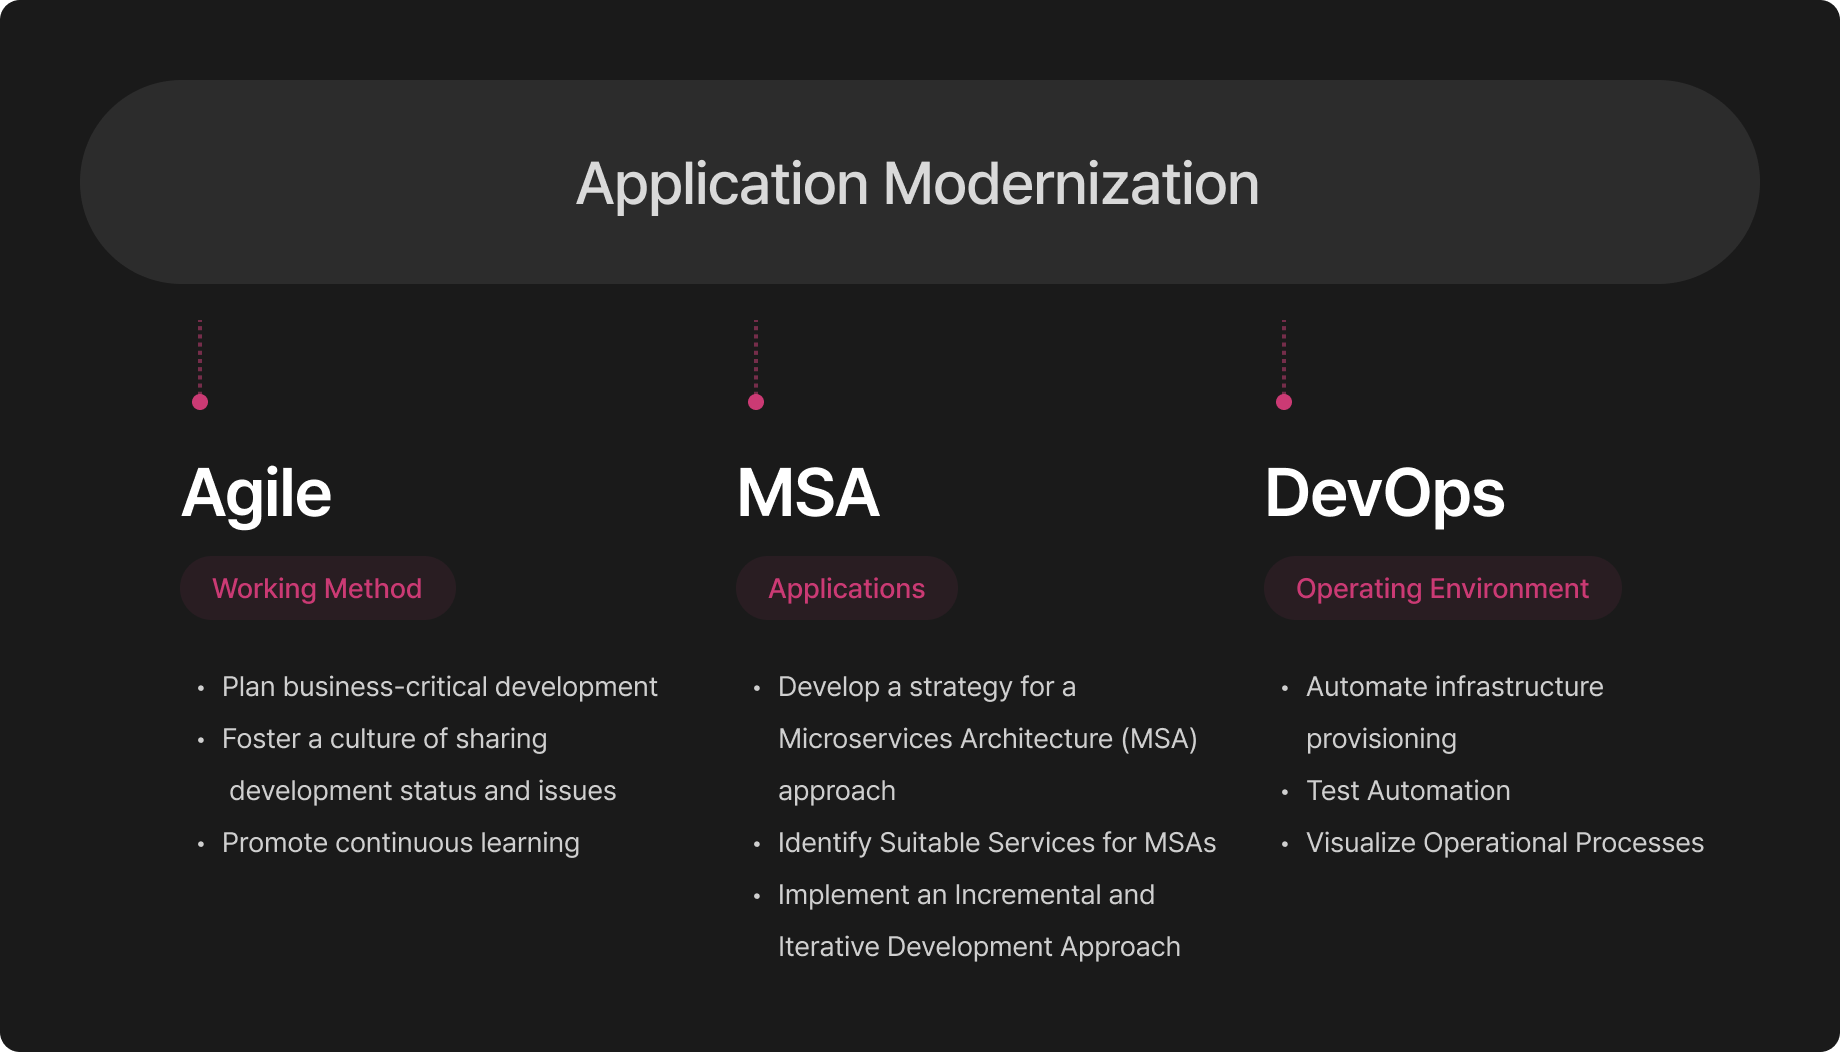 Application Modernization
Agile
Working Method
• Plan business-critical development
• Foster a culture of sharing
development status and issues
• Promote continuous learning
MSA
Applications
• Develop a strategy for a
Microservices Architecture (MSA)
approach
• Identify Suitable Services for MSAs
• Implement an Incremental and
Iterative Development Approach
DevOps
Operating Environment
• Automate infrastructure
provisioning
• Test Automation
• Visualize Operational Processes